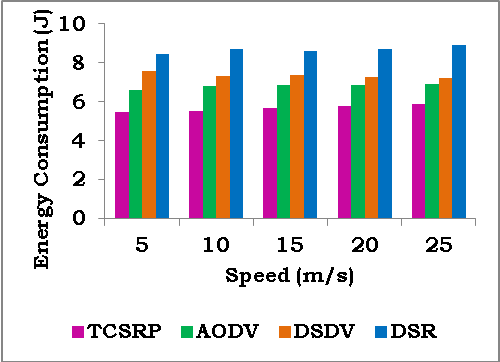 Energy Consumption (J)
10
8
6
4
2
0
5 10 15 20 25
Speed (m/s)
TCSRP AODV DSDV DSR